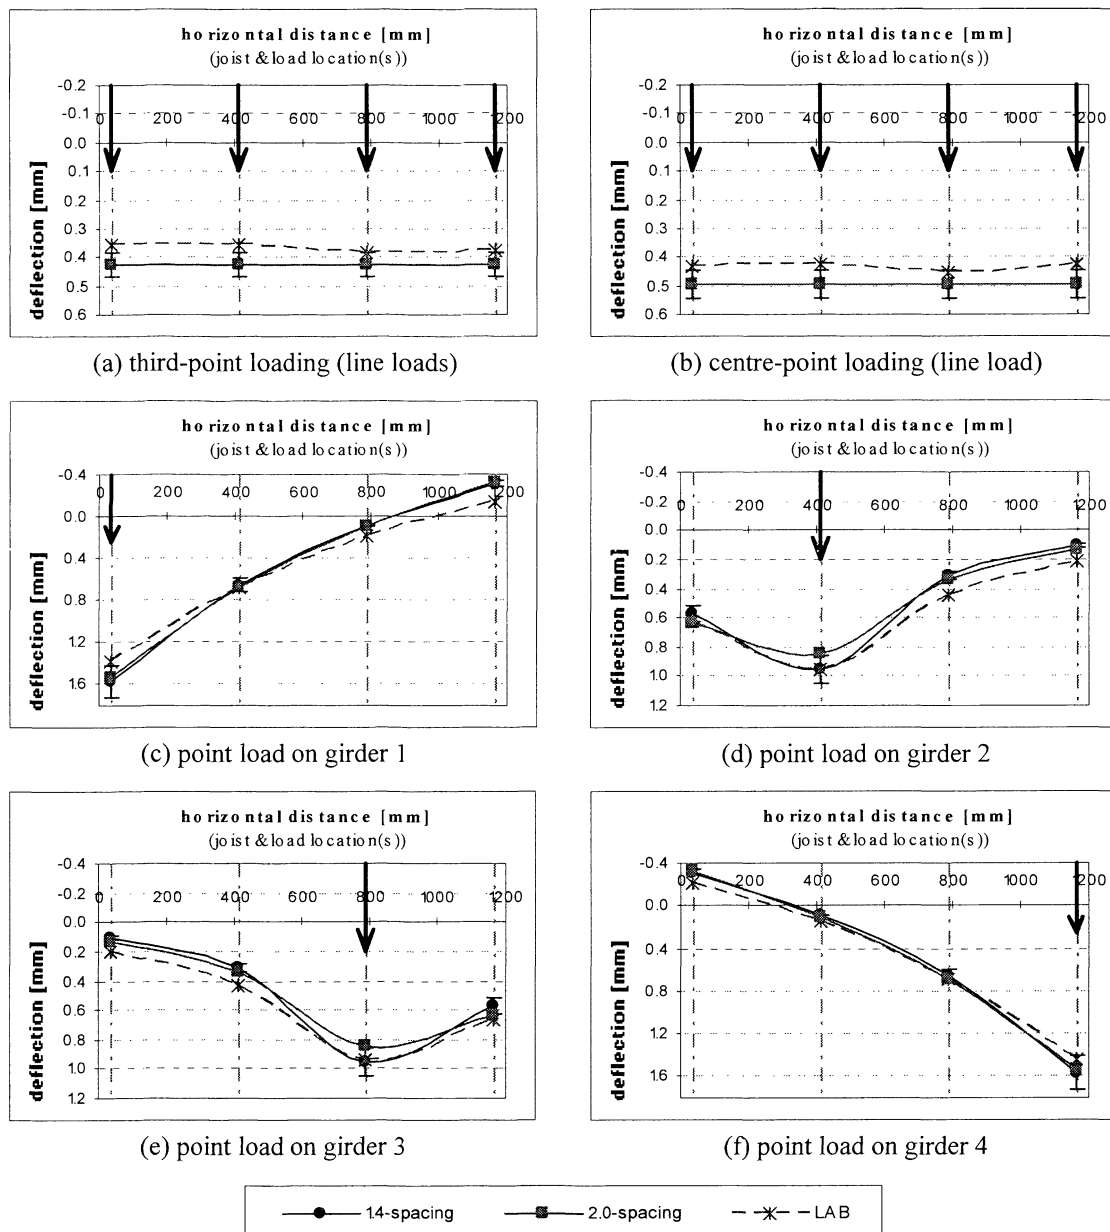 horizontal distance [mm]
(joist & load location(s))
-0.2
-0.1
0 200 400 600 800 1000 1200
0.0
0.1
0.2
0.3
0.4
0.5
0.6
deflection [mm]
(a) third-point loading (line loads)
horizontal distance [mm]
(joist & load location(s))
-0.2
-0.1
0 200 400 600 800 1000 1200
0.0
0.1
0.2
0.3
0.4
0.5
0.6
deflection [mm]
(b) centre-point loading (line load)
horizontal distance [mm]
(joist & load location(s))
-0.4
0 200 400 600 800 1000 1200
0.0
0.4
0.8
1.2
1.6
deflection [mm]
(c) point load on girder 1
horizontal distance [mm]
(joist & load location(s))
-0.4
-0.2
0 200 400 600 800 1000 1200
0.0
0.2
0.4
0.6
0.8
1.0
1.2
deflection [mm]
(d) point load on girder 2
horizontal distance [mm]
(joist & load location(s))
-0.4
-0.2
0 200 400 600 800 1000 1200
0.0
0.2
0.4
0.6
0.8
1.0
1.2
deflection [mm]
(e) point load on girder 3
horizontal distance [mm]
(joist & load location(s))
-0.4
0 200 400 600 800 1000 1200
0.0
0.4
0.8
1.2
1.6
deflection [mm]
(f) point load on girder 4
1.4-spacing 2.0-spacing LAB